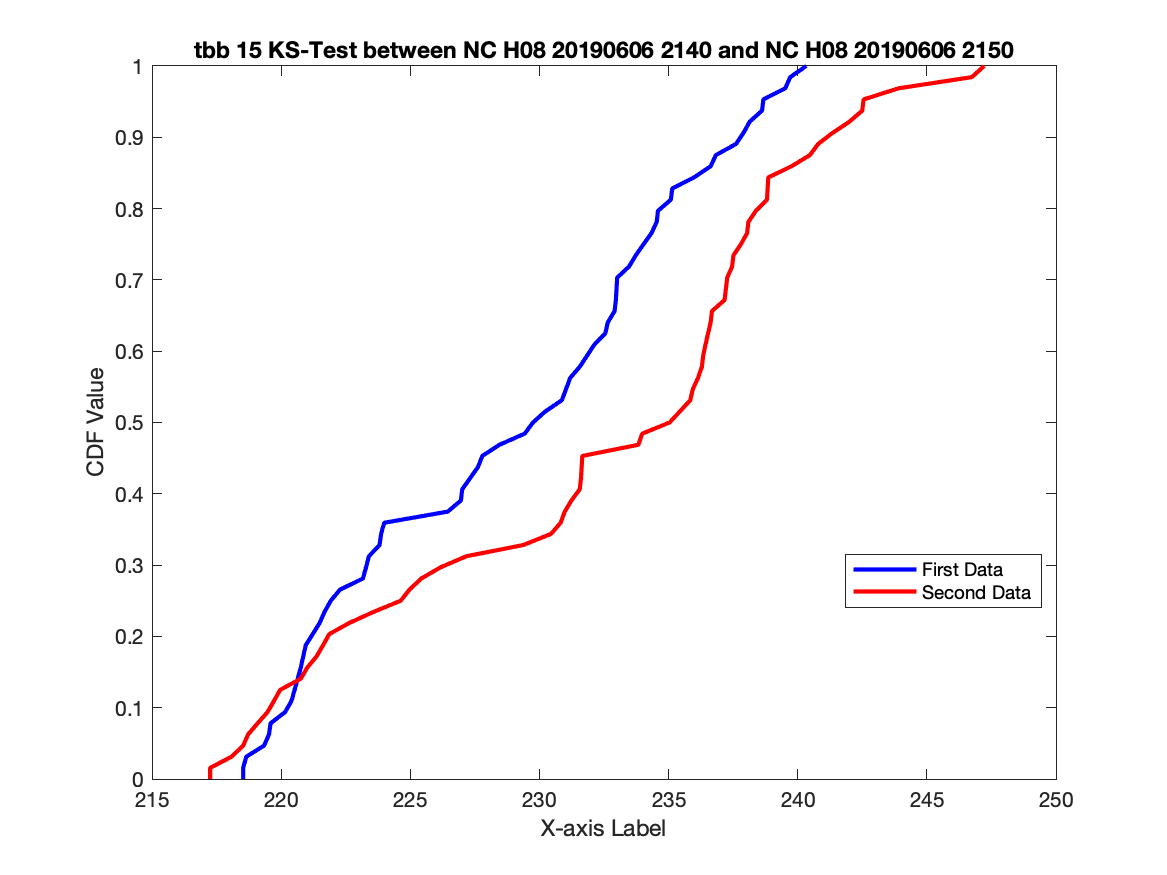 tbb 15 KS-Test between NC H08 20190606 2140 and NC H08 20190606 2150
1
0.9
0.8
0.7
0.6
0.5
0.4
0.3
0.2
0.1
0
CDF Value
First Data
Second Data
215 220 225 230 235 240 245 250
X-axis Label